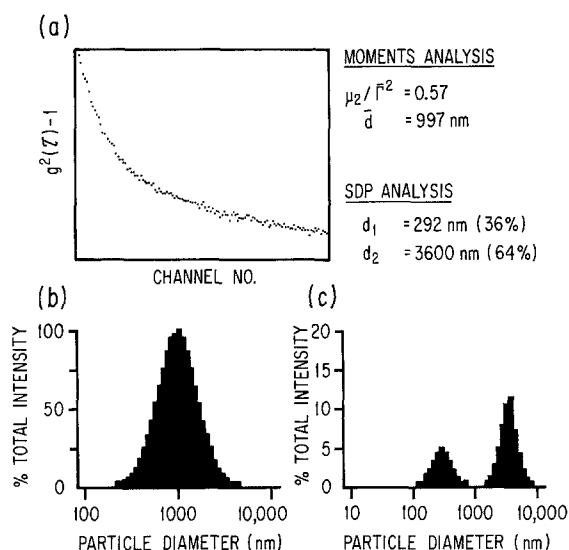 (a)
g²(τ)-1
CHANNEL NO.
MOMENTS ANALYSIS
μ₂/Γ̄² = 0.57
d̄ = 997 nm
SDP ANALYSIS
d₁ = 292 nm (36%)
d₂ = 3600 nm (64%)
(b)
% TOTAL INTENSITY
100
50
0
100 1000 10,000
PARTICLE DIAMETER (nm)
(c)
% TOTAL INTENSITY
20
15
10
5
0
10 100 1000 10,000
PARTICLE DIAMETER (nm)